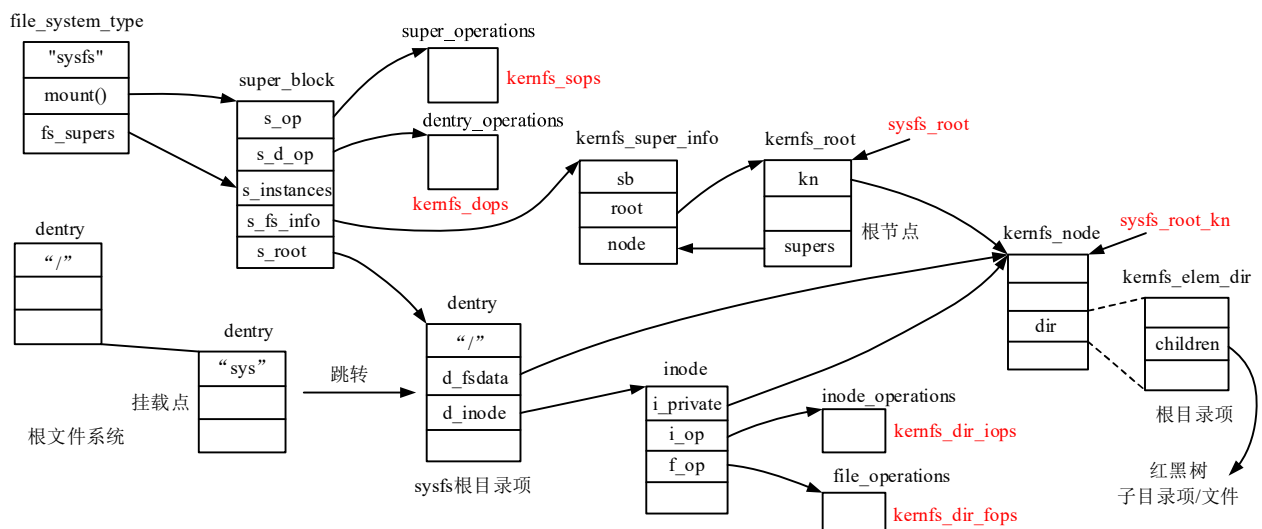 file_system_type
"sysfs"
mount()
fs_supers
super_block
s_op
s_d_op
s_instances
s_fs_info
s_root
super_operations
kernfs_sops
dentry_operations
kernfs_dops
kernfs_super_info
sb
root
node
kernfs_root
kn
supers
sysfs_root
根节点
kernfs_node
dir
sysfs_root_kn
kernfs_elem_dir
children
根目录项
红黑树
子目录项/文件
dentry
“/”
dentry
“sys”
挂载点
根文件系统
跳转
dentry
“/”
d_fsdata
d_inode
sysfs根目录项
inode
i_private
i_op
f_op
inode_operations
kernfs_dir_iops
file_operations
kernfs_dir_fops